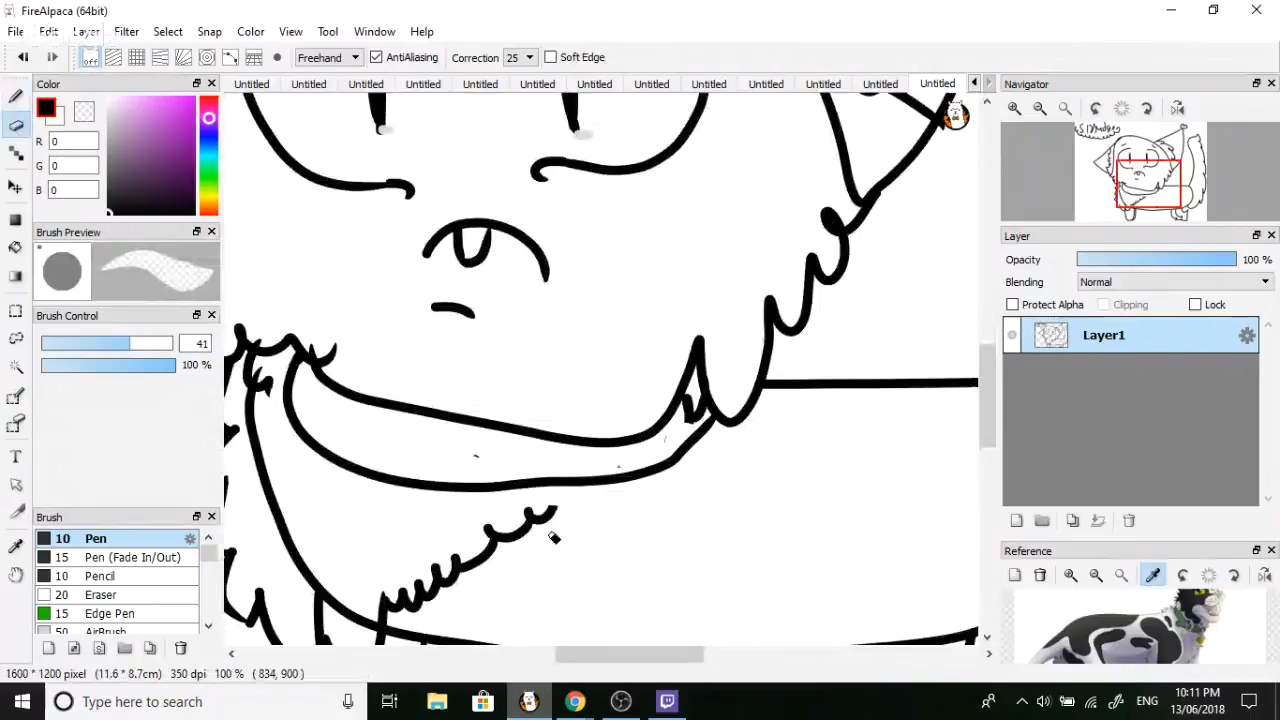 FireAlpaca (64bit)
File Edit Layer Filter Select Snap Color View Tool Window Help
Freehand AntiAliasing Correction 25 Soft Edge
Color
Untitled Untitled Untitled Untitled Untitled Untitled Untitled Untitled Untitled Untitled Untitled Untitled Untitled
Navigator
R 0
G 0
B 0
Brush Preview
Layer
Opacity 100 %
Blending Normal
Protect Alpha Clipping Lock
Layer1
Brush Control
41
100 %
Brush
10 Pen
15 Pen (Fade In/Out)
10 Pencil
20 Eraser
15 Edge Pen
50 AirBrush
Reference
1600 * 1200 pixel (11.6 * 8.7cm) 350 dpi 100 % ( 834, 900 )
Type here to search
ENG
10:11 PM
13/06/2018